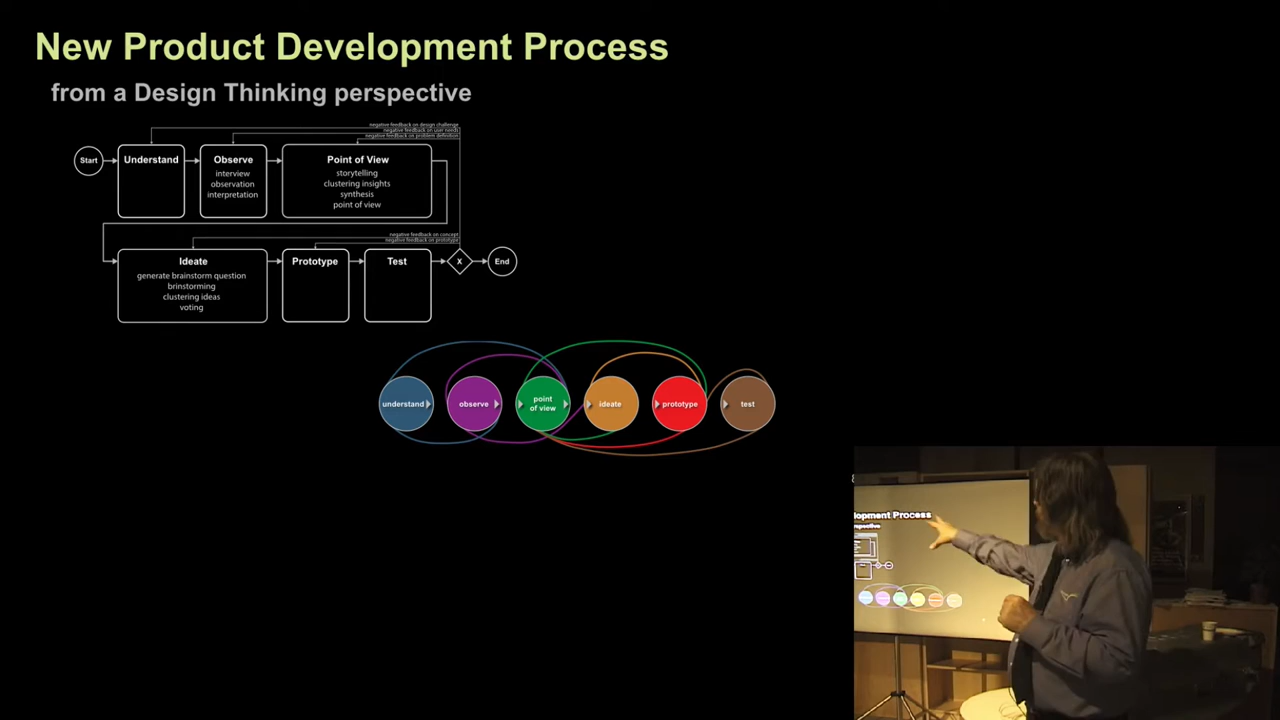 New Product Development Process
from a Design Thinking perspective
negative feedback on design challenge
negative feedback on user needs
negative feedback on problem definition
Start
Understand
Observe
interview
observation
interpretation
Point of View
storytelling
clustering insights
synthesis
point of view
negative feedback on concept
negative feedback on prototype
Ideate
generate brainstorm question
brinstorming
clustering ideas
voting
Prototype
Test
X
End
understand
observe
point
of view
ideate
prototype
test
lopment Process
rspective